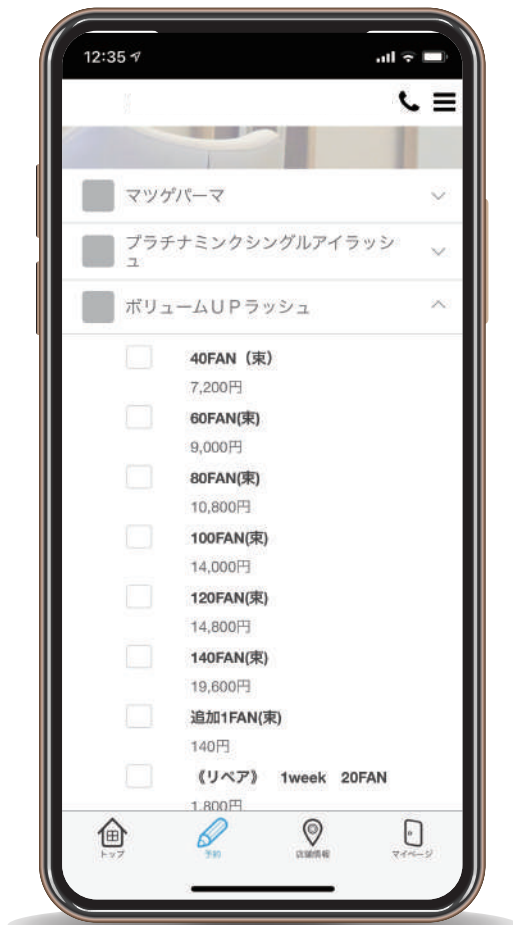 12:35
マツゲパーマ
プラチナミンクシングルアイラッシ
ュ
ボリュームＵＰラッシュ
40FAN（束）
7,200円
60FAN(束)
9,000円
80FAN(束)
10,800円
100FAN(束)
14,000円
120FAN(束)
14,800円
140FAN(束)
19,600円
追加1FAN(束)
140円
《リペア》　1week　20FAN
1,800円
トップ
予約
店舗情報
マイページ